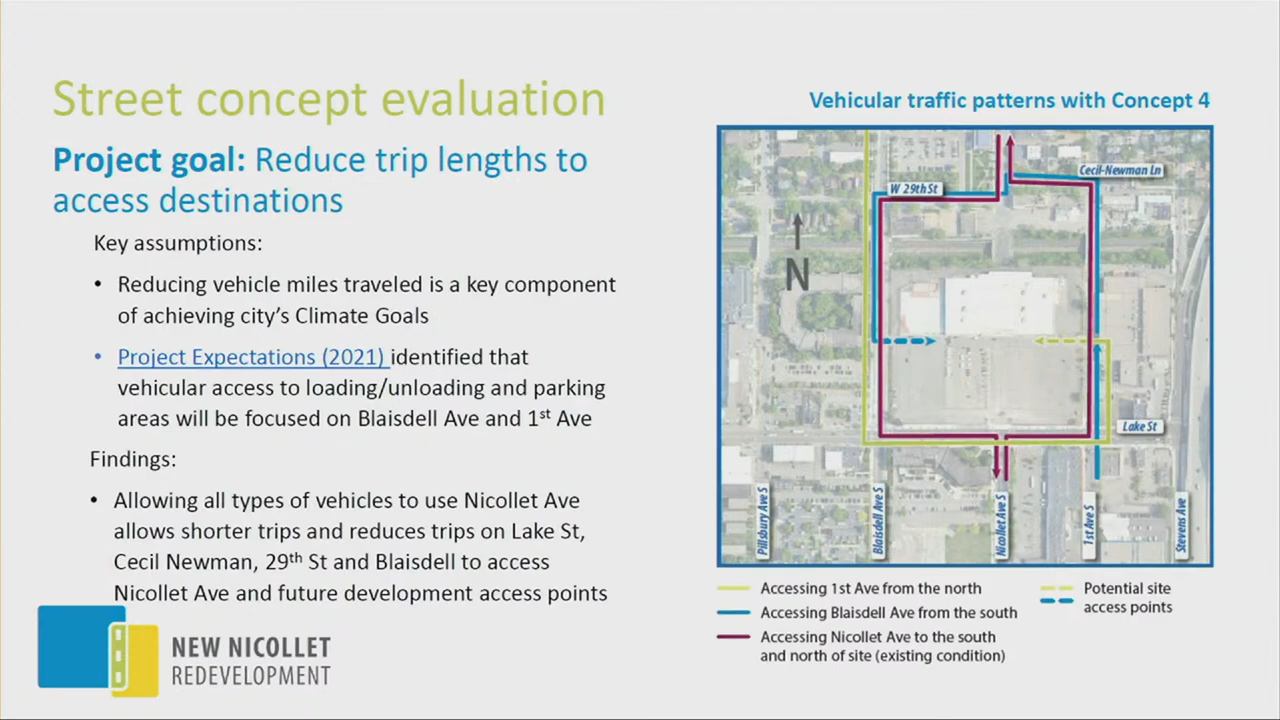 Street concept evaluation
Project goal: Reduce trip lengths to
access destinations
Key assumptions:
• Reducing vehicle miles traveled is a key component
of achieving city's Climate Goals
• Project Expectations (2021) identified that
vehicular access to loading/unloading and parking
areas will be focused on Blaisdell Ave and 1st Ave
Findings:
• Allowing all types of vehicles to use Nicollet Ave
allows shorter trips and reduces trips on Lake St,
Cecil Newman, 29th St and Blaisdell to access
Nicollet Ave and future development access points
NEW NICOLLET
REDEVELOPMENT
Vehicular traffic patterns with Concept 4
Cecil-Newman Ln
W 29th St
N
Lake St
Pillsbury Ave S
Blaisdell Ave S
Nicollet Ave S
1st Ave S
Stevens Ave
Accessing 1st Ave from the north
Accessing Blaisdell Ave from the south
Accessing Nicollet Ave to the south
and north of site (existing condition)
Potential site
access points